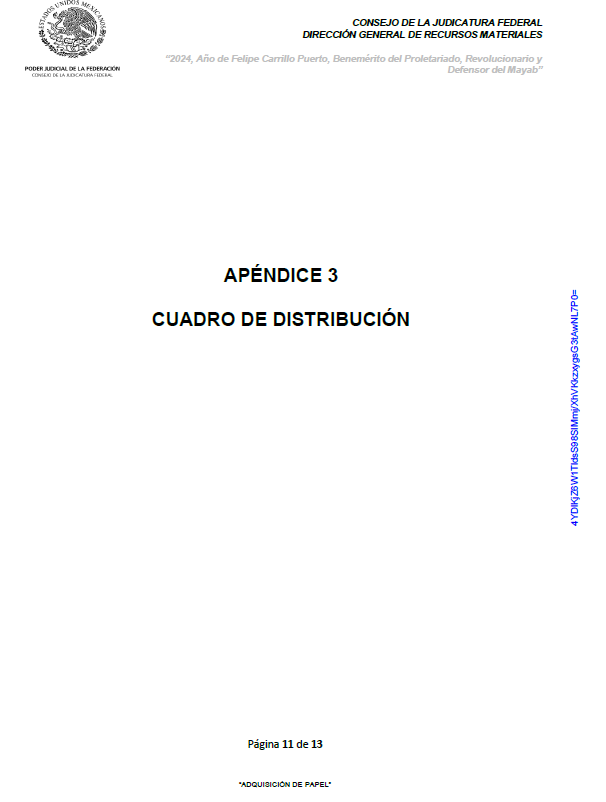 ESTADOS UNIDOS MEXICANOS
PODER JUDICIAL DE LA FEDERACIÓN
CONSEJO DE LA JUDICATURA FEDERAL
CONSEJO DE LA JUDICATURA FEDERAL
DIRECCIÓN GENERAL DE RECURSOS MATERIALES
“2024, Año de Felipe Carrillo Puerto, Benemérito del Proletariado, Revolucionario y
Defensor del Mayab”
APÉNDICE 3
CUADRO DE DISTRIBUCIÓN
Página 11 de 13
"ADQUISICIÓN DE PAPEL"